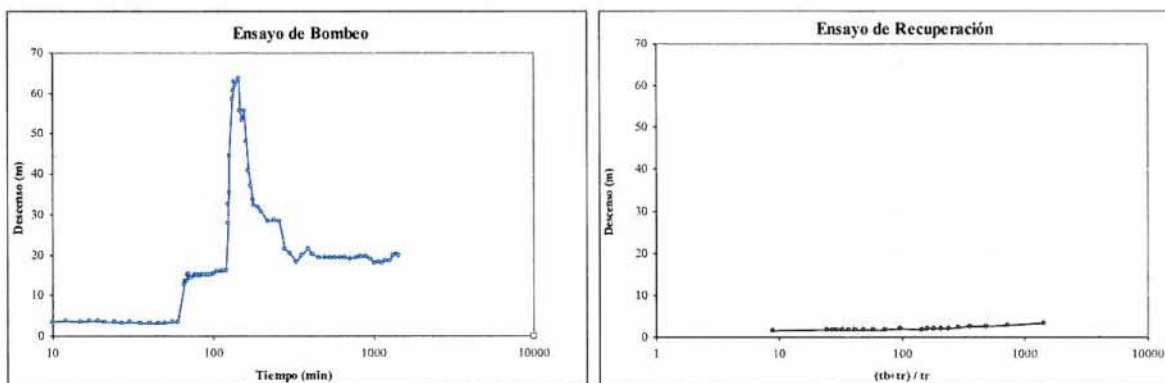 Ensayo de Bombeo
70
60
50
40
30
20
10
0
Descenso (m)
10 100 1000 10000
Tiempo (min)
Ensayo de Recuperación
70
60
50
40
30
20
10
0
Descenso (m)
1 10 100 1000 10000
(tb+tr) / tr